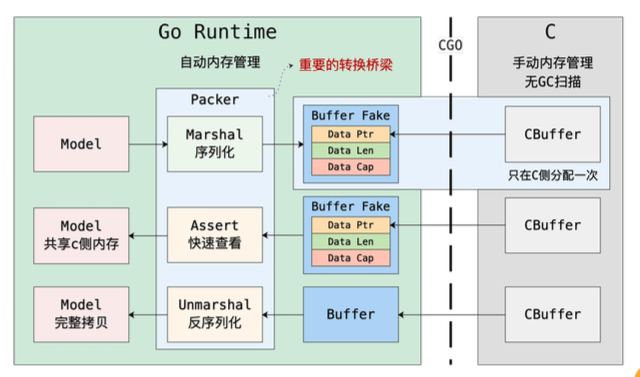 Go Runtime
CGO
C
自动内存管理
重要的转换桥梁
手动内存管理
无GC扫描
Packer
Model
Marshal
序列化
Buffer Fake
Data Ptr
Data Len
Data Cap
CBuffer
只在C侧分配一次
Model
共享c侧内存
Assert
快速查看
Buffer Fake
Data Ptr
Data Len
Data Cap
CBuffer
Model
完整拷贝
Unmarshal
反序列化
Buffer
CBuffer